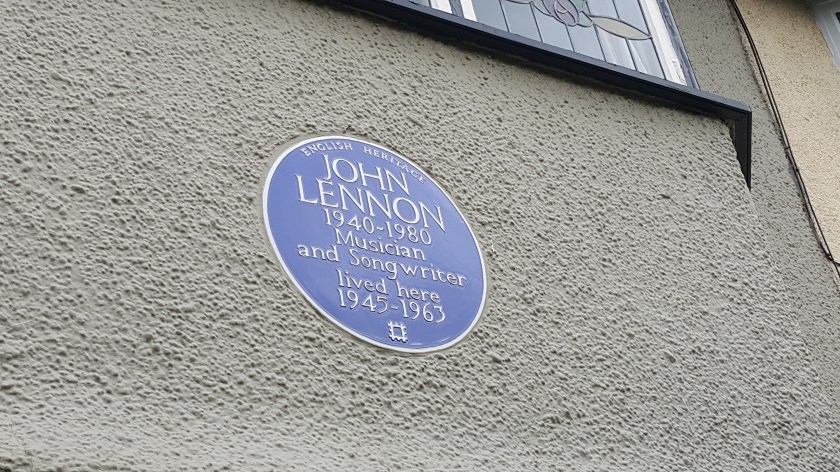 ENGLISH HERITAGE
JOHN
LENNON
1940-1980
Musician
and Songwriter
lived here
1945-1963